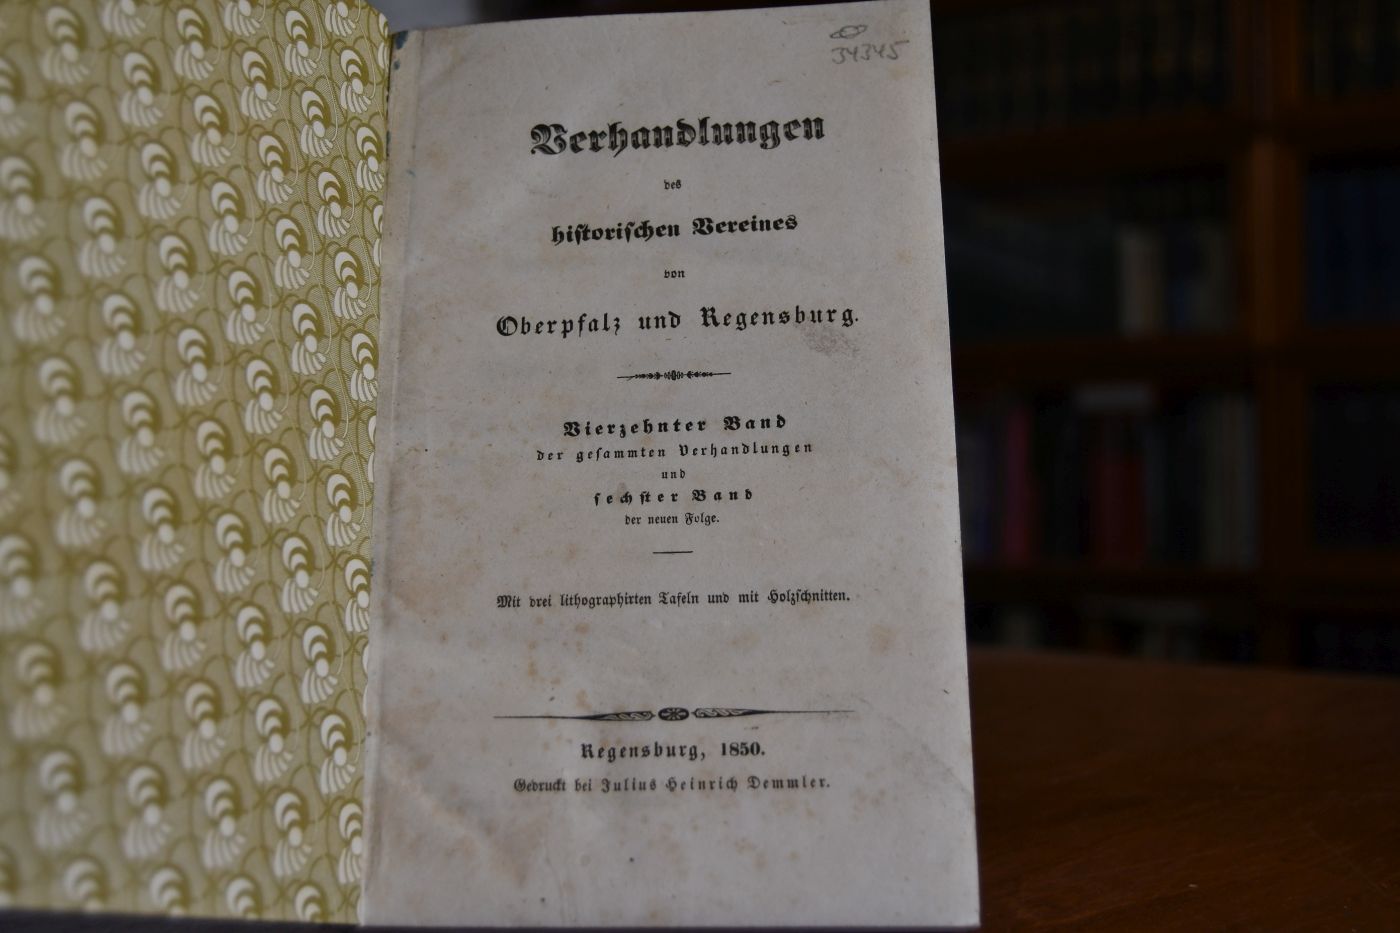 34345
Verhandlungen
des
historischen Vereines
von
Oberpfalz und Regensburg.
Vierzehnter Band
der gesammten Verhandlungen
und
sechster Band
der neuen Folge.
Mit drei lithographirten Tafeln und mit Holzschnitten.
Regensburg, 1850.
Gedruckt bei Julius Heinrich Demmler.